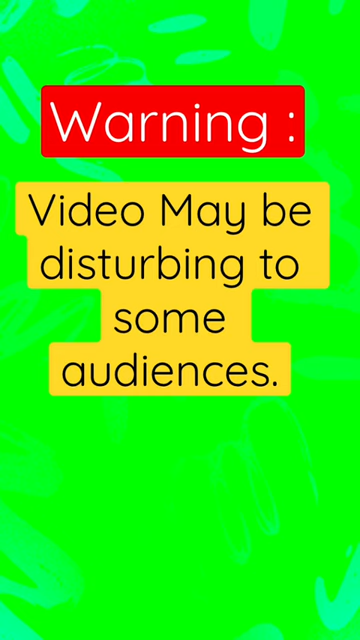 Warning :
Video May be
disturbing to
some
audiences.